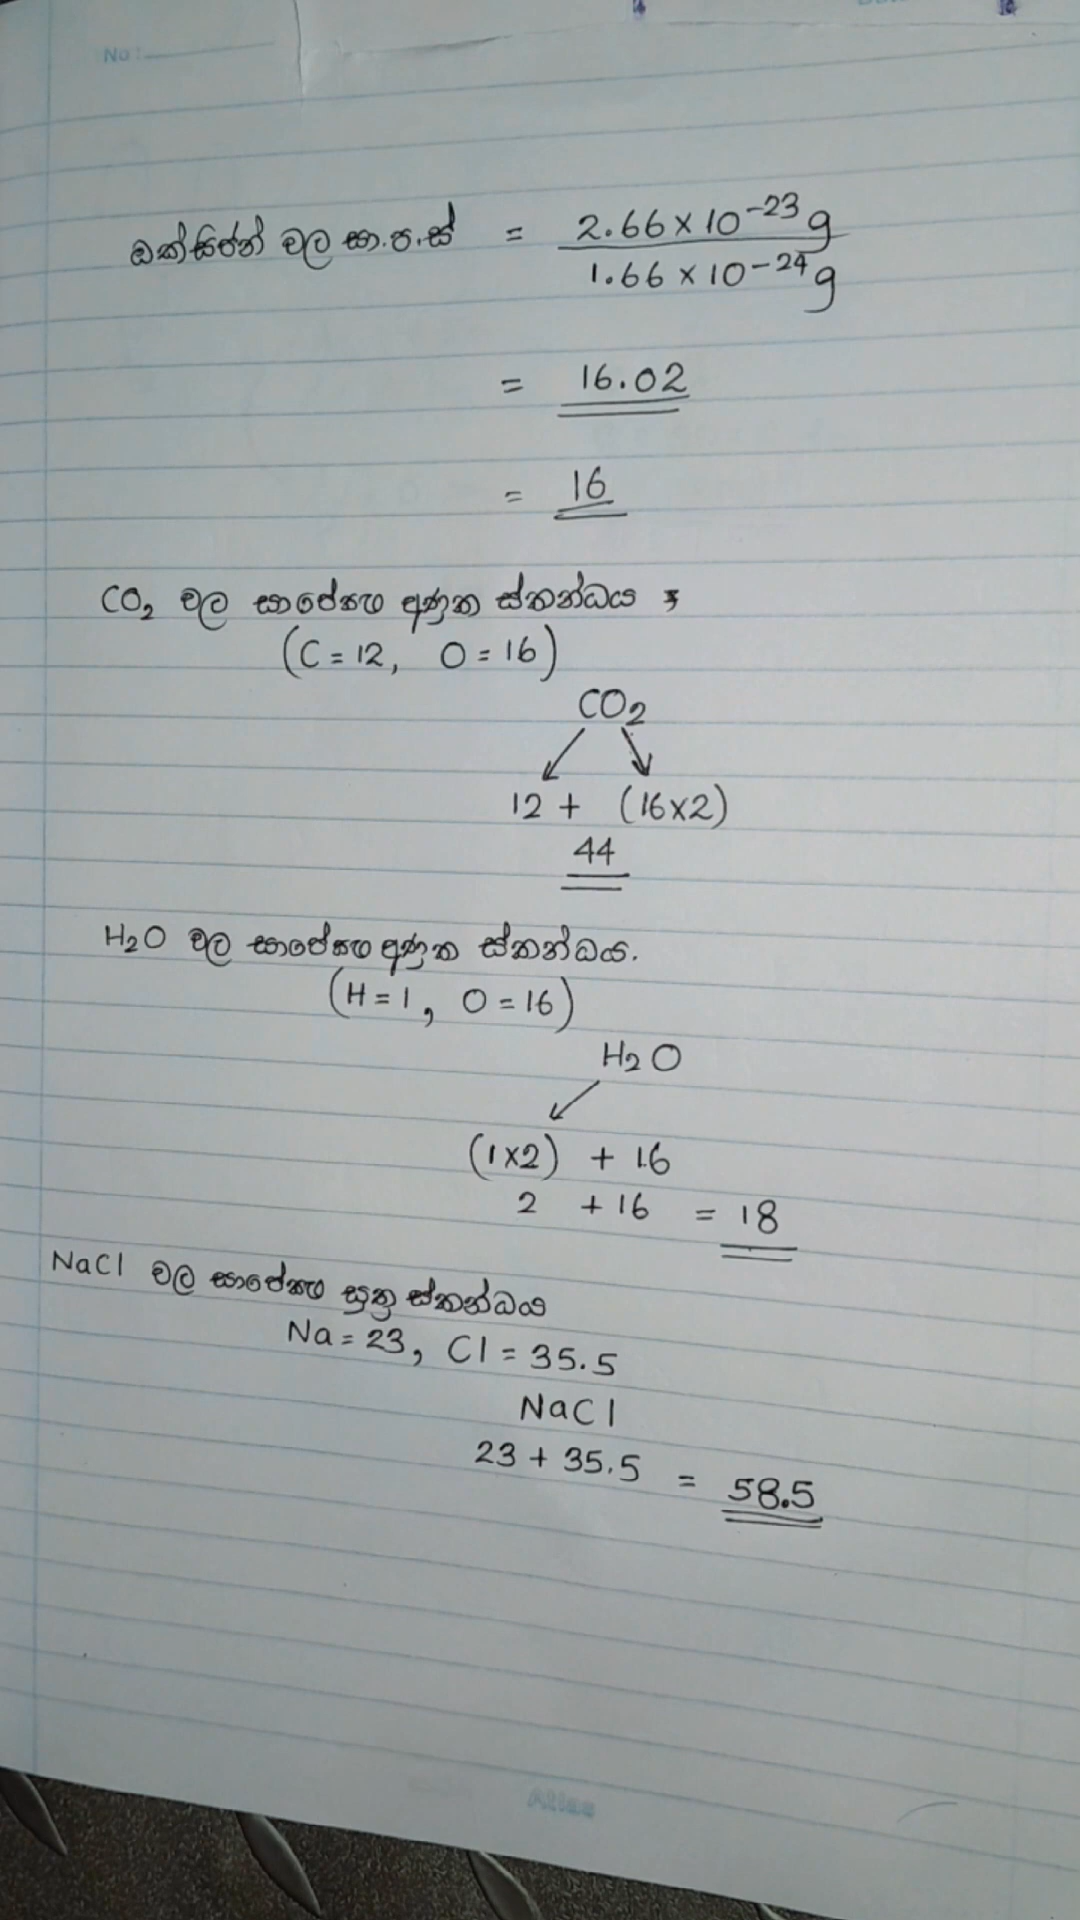 No :
ඔක්සිජන් වල සා.ප.ස් = 2.66 × 10⁻²³ g
1.66 × 10⁻²⁴ g
= 16.02
= 16
CO₂ වල සාපේක්ෂ අණුක ස්කන්ධය
(C = 12, O = 16)
CO₂
12 + (16×2)
44
H₂O වල සාපේක්ෂ අණුක ස්කන්ධය.
(H = 1, O = 16)
H₂O
(1×2) + 16
2 + 16 = 18
NaCl වල සාපේක්ෂ සුත්‍ර ස්කන්ධය
Na = 23, Cl = 35.5
NaCl
23 + 35.5 = 58.5
Atlas